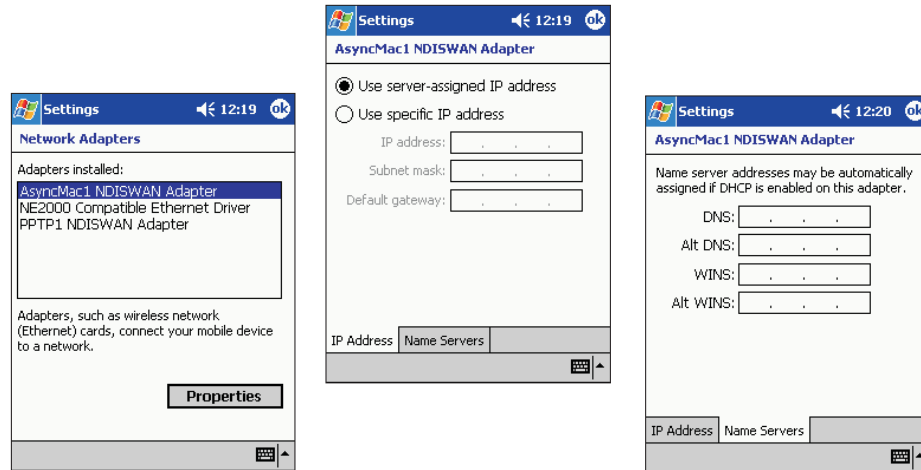 Settings 12:19 ok
Network Adapters
Adapters installed:
AsyncMac1 NDISWAN Adapter
NE2000 Compatible Ethernet Driver
PPTP1 NDISWAN Adapter
Adapters, such as wireless network
(Ethernet) cards, connect your mobile device
to a network.
Properties
Settings 12:19 ok
AsyncMac1 NDISWAN Adapter
Use server-assigned IP address
Use specific IP address
IP address: . . .
Subnet mask: . . .
Default gateway: . . .
IP Address Name Servers
Settings 12:20 ok
AsyncMac1 NDISWAN Adapter
Name server addresses may be automatically
assigned if DHCP is enabled on this adapter.
DNS: . . .
Alt DNS: . . .
WINS: . . .
Alt WINS: . . .
IP Address Name Servers